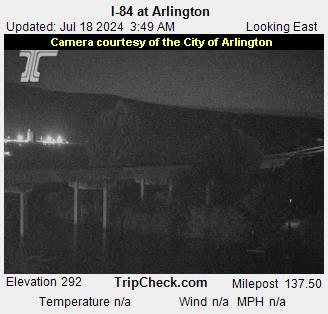 I-84 at Arlington
Updated: Jul 18 2024 3:49 AM Looking East
Camera courtesy of the City of Arlington
Elevation 292 TripCheck.com Milepost 137.50
Temperature n/a Wind n/a MPH n/a